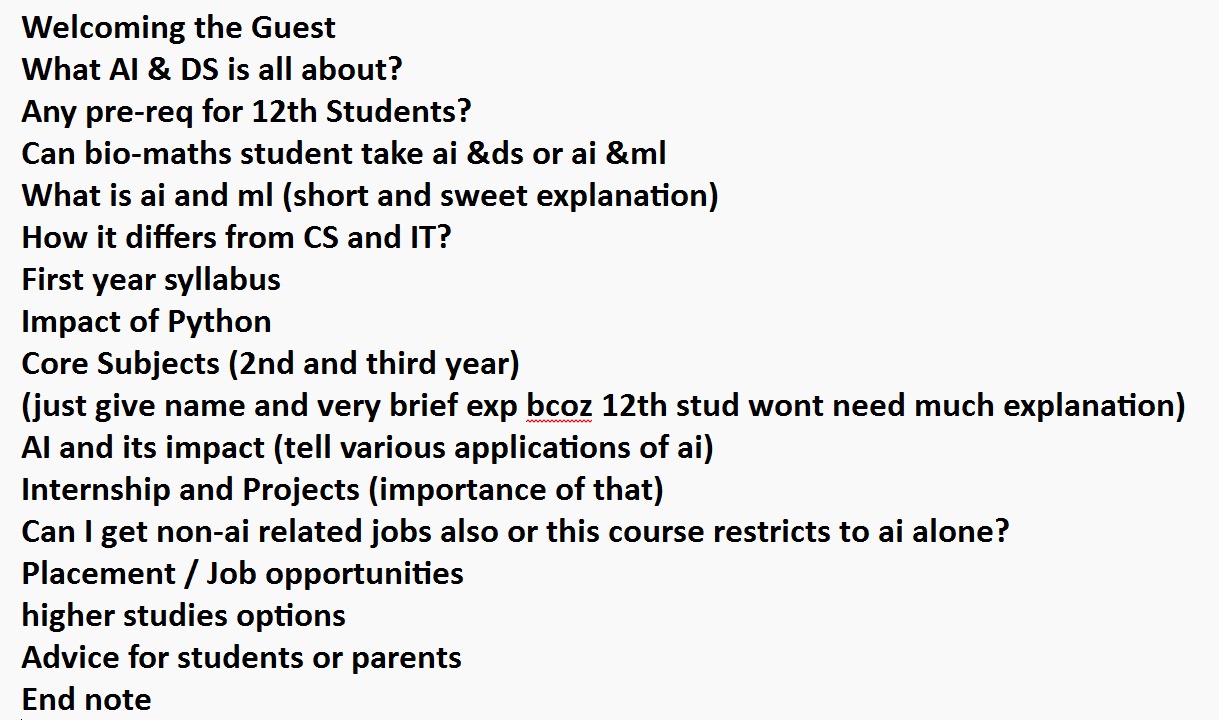 Welcoming the Guest
What AI & DS is all about?
Any pre-req for 12th Students?
Can bio-maths student take ai &ds or ai &ml
What is ai and ml (short and sweet explanation)
How it differs from CS and IT?
First year syllabus
Impact of Python
Core Subjects (2nd and third year)
(just give name and very brief exp bcoz 12th stud wont need much explanation)
AI and its impact (tell various applications of ai)
Internship and Projects (importance of that)
Can I get non-ai related jobs also or this course restricts to ai alone?
Placement / Job opportunities
higher studies options
Advice for students or parents
End note